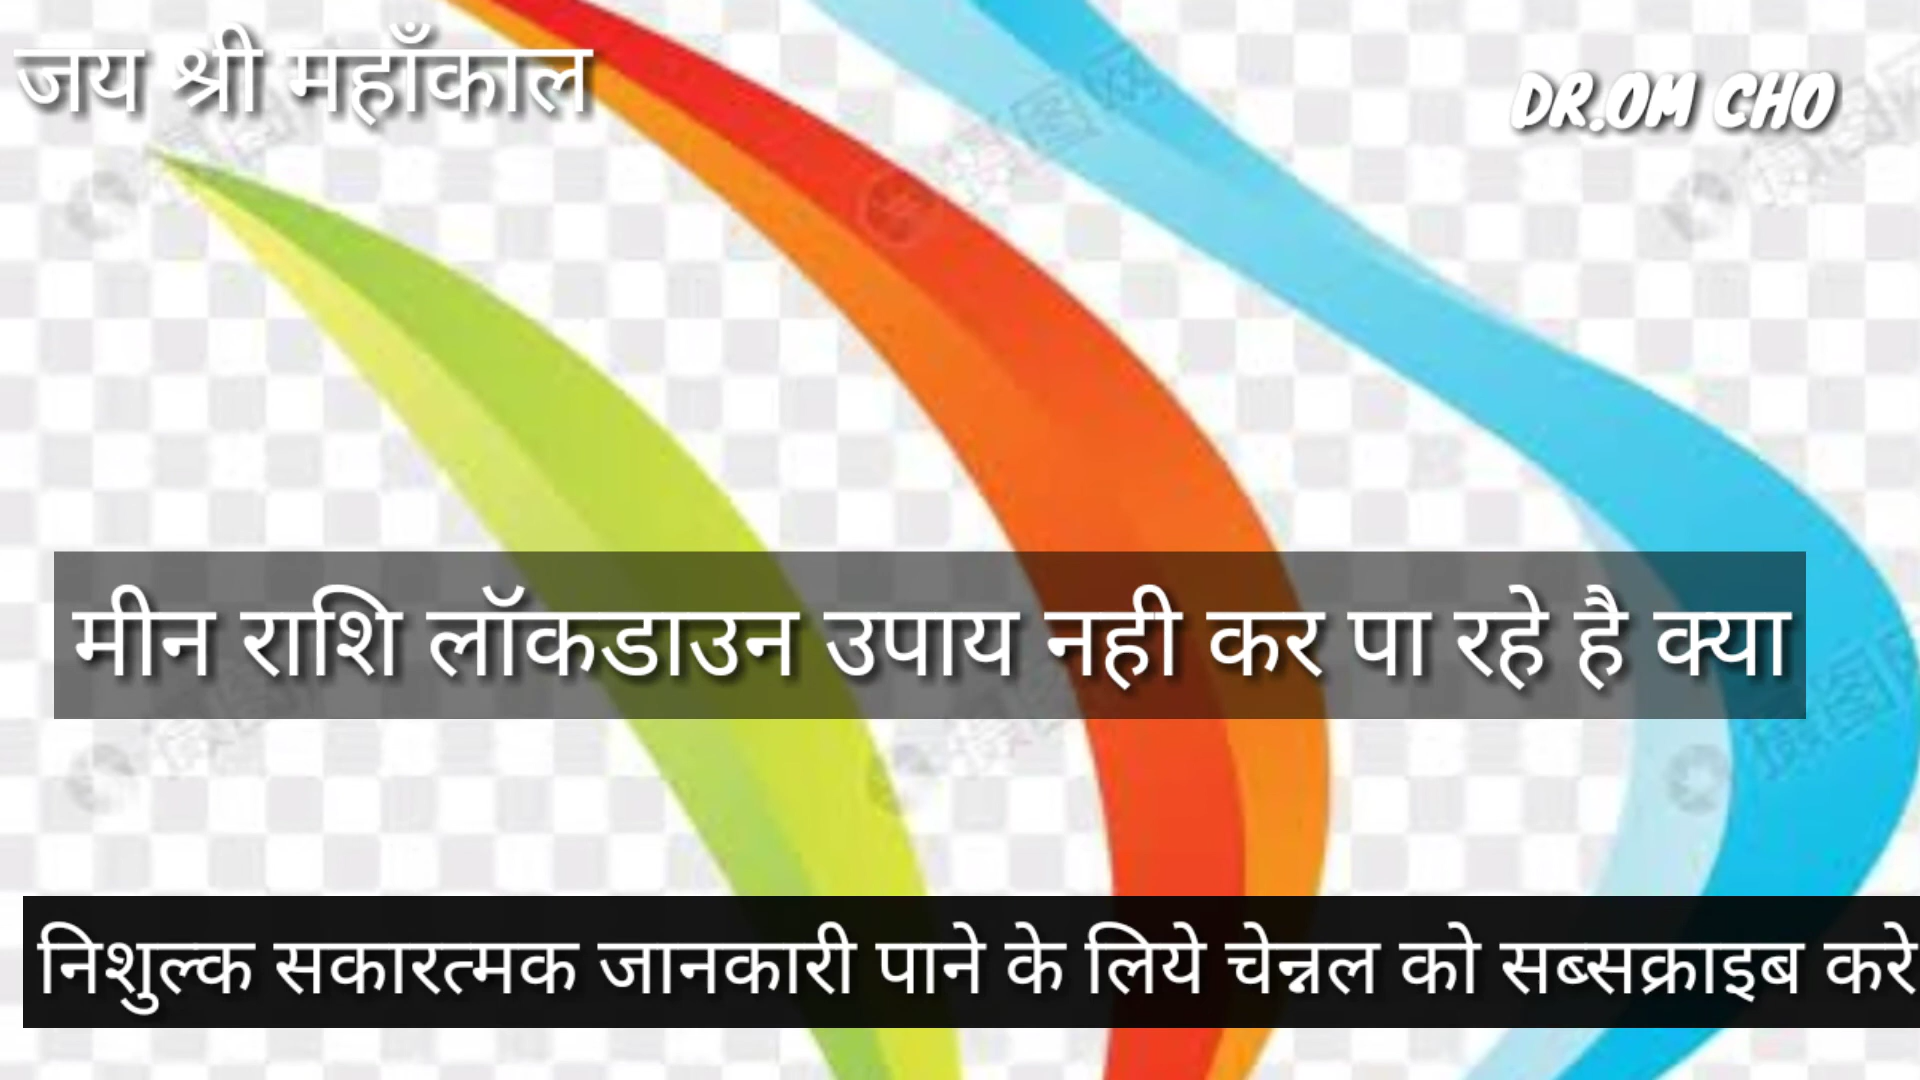 जय श्री महाँकाल
DR.OM CHO
मीन राशि लॉकडाउन उपाय नही कर पा रहे है क्या
निशुल्क सकारत्मक जानकारी पाने के लिये चेन्नल को सब्सक्राइब करे